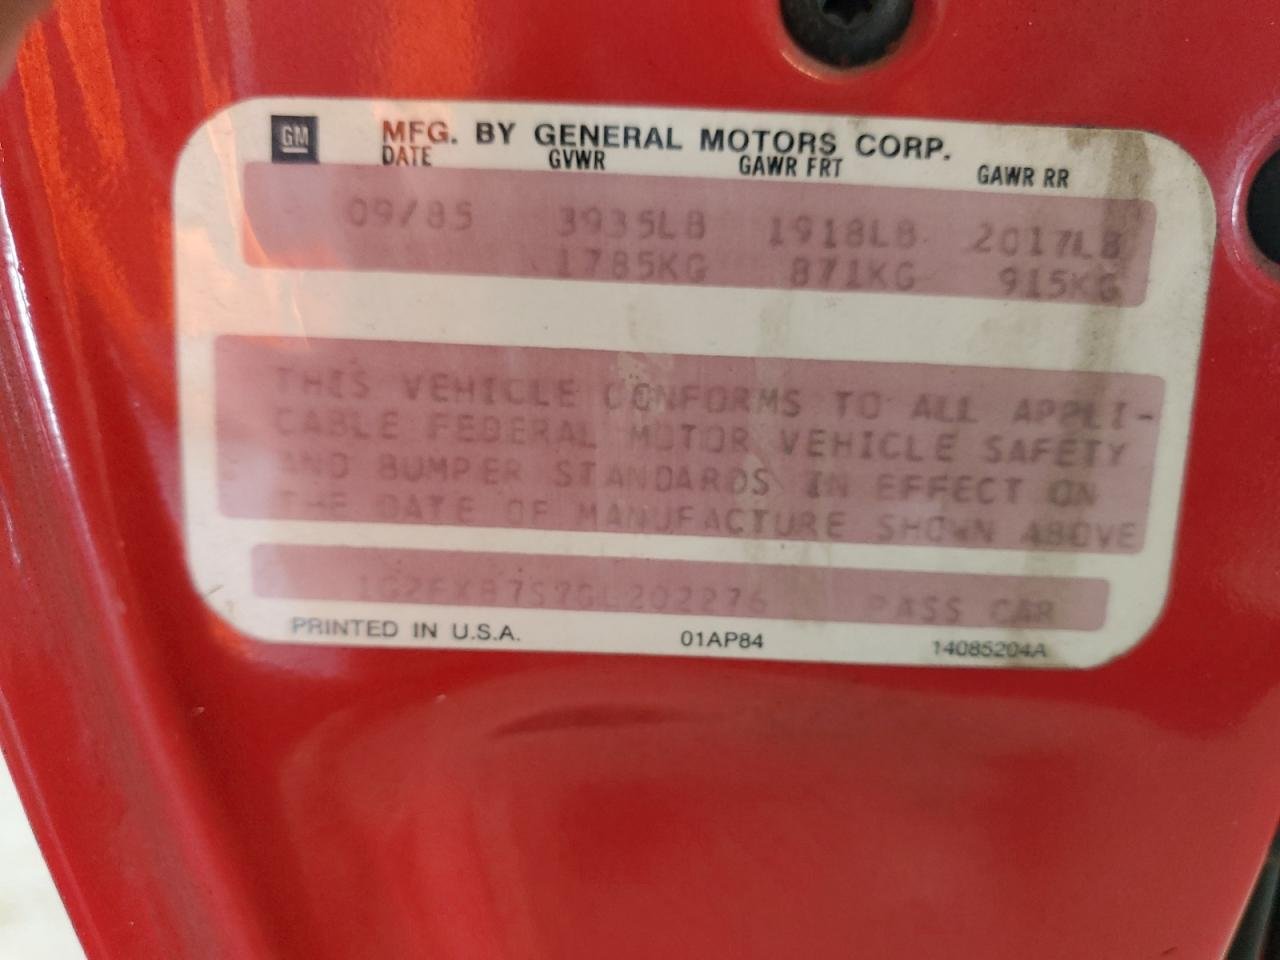 GM MFG. BY GENERAL MOTORS CORP.
DATE GVWR GAWR FRT GAWR RR
09/85 3935LB 1918LB 2017LB
1785KG 871KG 915KG
THIS VEHICLE CONFORMS TO ALL APPLI-
CABLE FEDERAL MOTOR VEHICLE SAFETY
AND BUMPER STANDARDS IN EFFECT ON
THE DATE OF MANUFACTURE SHOWN ABOVE
1G2FX87S7GL202276 PASS CAR
PRINTED IN U.S.A. 01AP84 14085204A